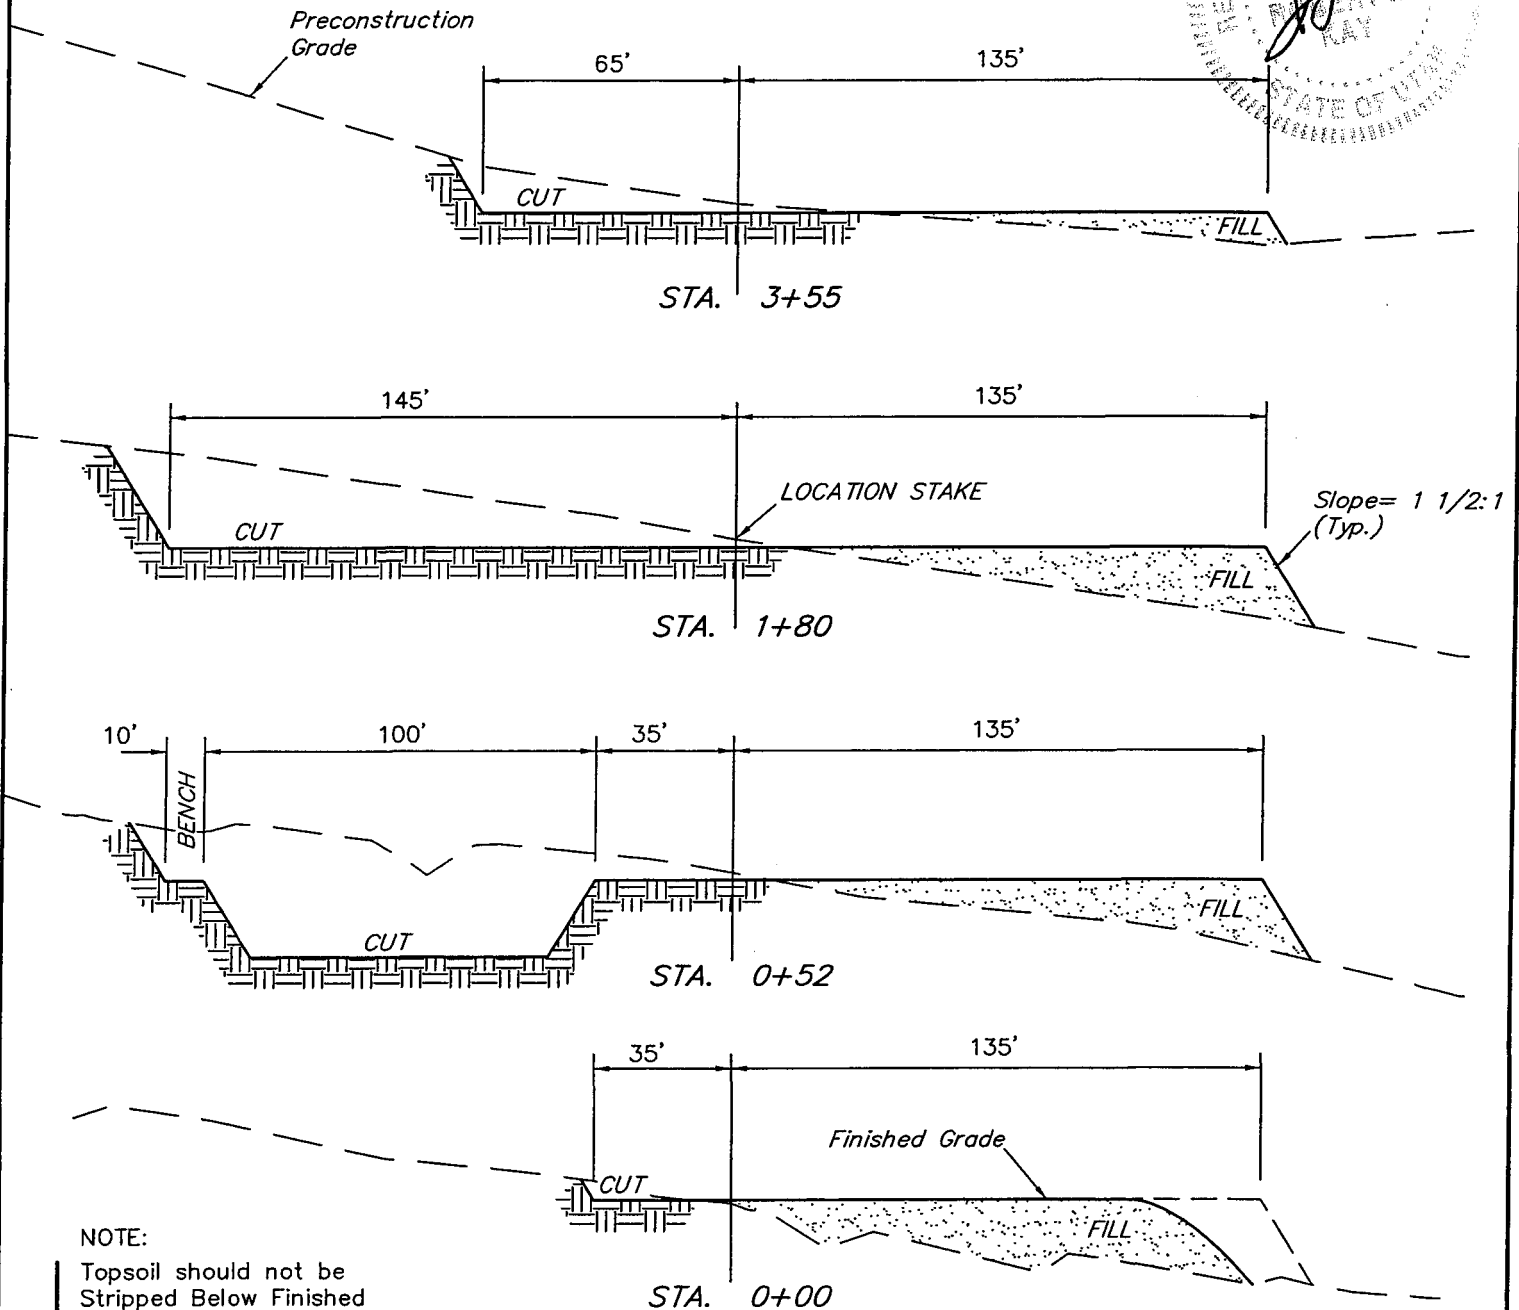 Preconstruction
Grade
65'
135'
KAY
STATE OF UTAH
CUT
FILL
STA. 3+55
145'
135'
LOCATION STAKE
Slope= 1 1/2:1
(Typ.)
CUT
FILL
STA. 1+80
10'
100'
35'
135'
BENCH
CUT
FILL
STA. 0+52
35'
135'
Finished Grade
CUT
FILL
NOTE:
Topsoil should not be
Stripped Below Finished
STA. 0+00